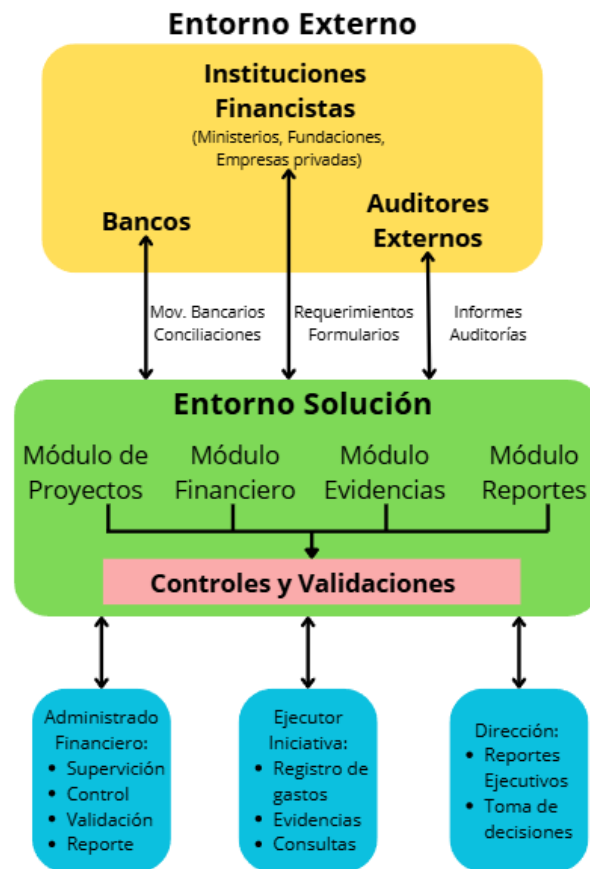 Entorno Externo
Instituciones
Financistas
(Ministerios, Fundaciones,
Empresas privadas)
Bancos
Auditores
Externos
Mov. Bancarios
Conciliaciones
Requerimientos
Formularios
Informes
Auditorías
Entorno Solución
Módulo de
Proyectos
Módulo
Financiero
Módulo
Evidencias
Módulo
Reportes
Controles y Validaciones
Administrado
Financiero:
• Supervisión
• Control
• Validación
• Reporte
Ejecutor
Iniciativa:
• Registro de
gastos
• Evidencias
• Consultas
Dirección:
• Reportes
Ejecutivos
• Toma de
decisiones